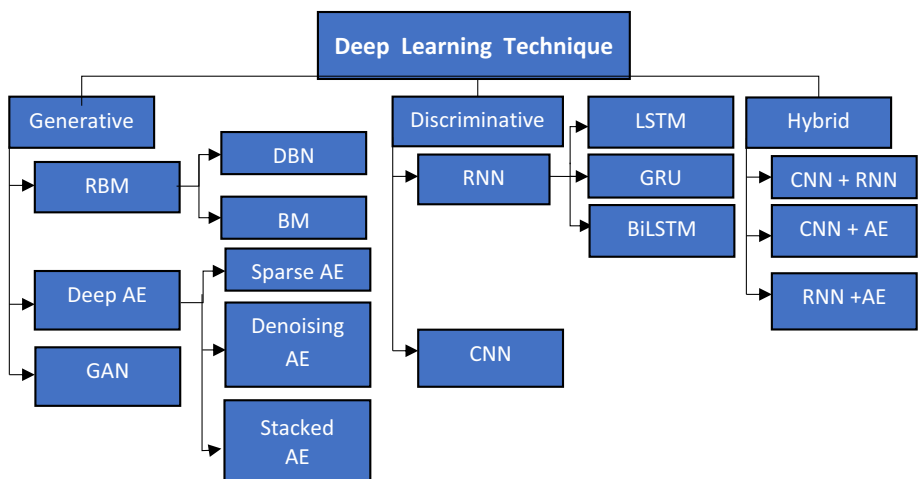 Deep Learning Technique
Generative
Discriminative
LSTM
Hybrid
RBM
DBN
RNN
GRU
CNN + RNN
BM
BiLSTM
CNN + AE
Deep AE
Sparse AE
RNN +AE
Denoising
AE
GAN
CNN
Stacked
AE